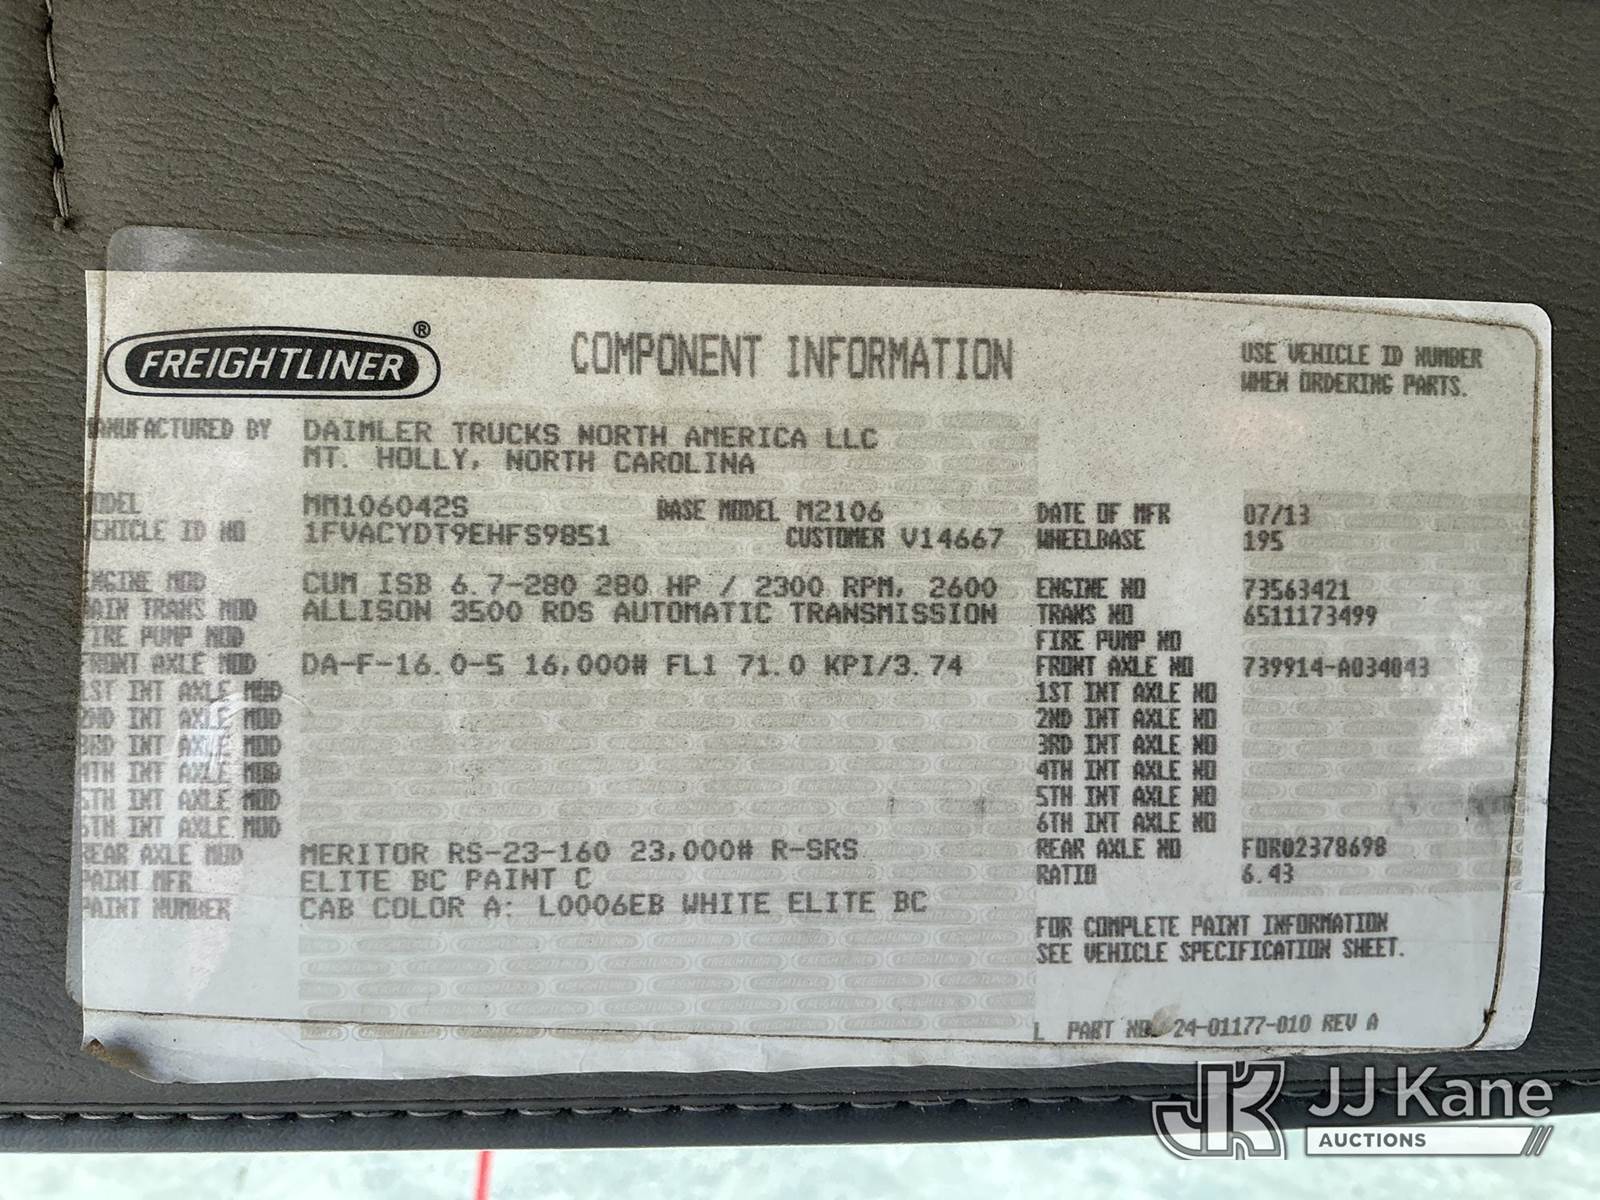 FREIGHTLINER®
COMPONENT INFORMATION
USE VEHICLE ID NUMBER
WHEN ORDERING PARTS.
MANUFACTURED BY DAIMLER TRUCKS NORTH AMERICA LLC
MT. HOLLY, NORTH CAROLINA
MODEL MM106042S BASE MODEL M2106 DATE OF MFR 07/13
VEHICLE ID NO 1FVACYDT9EHFS9851 CUSTOMER V14667 WHEELBASE 195
ENGINE MOD CUM ISB 6.7-280 280 HP / 2300 RPM, 2600 ENGINE NO 73563421
MAIN TRANS MOD ALLISON 3500 RDS AUTOMATIC TRANSMISSION TRANS NO 6511173499
FIRE PUMP MOD FIRE PUMP NO
FRONT AXLE MOD DA-F-16.0-5 16,000# FL1 71.0 KPI/3.74 FRONT AXLE NO 739914-A034043
1ST INT AXLE MOD 1ST INT AXLE NO
2ND INT AXLE MOD 2ND INT AXLE NO
3RD INT AXLE MOD 3RD INT AXLE NO
4TH INT AXLE MOD 4TH INT AXLE NO
5TH INT AXLE MOD 5TH INT AXLE NO
6TH INT AXLE MOD 6TH INT AXLE NO
REAR AXLE MOD MERITOR RS-23-160 23,000# R-SRS REAR AXLE NO FOR02378698
PAINT MFR ELITE BC PAINT C RATIO 6.43
PAINT NUMBER CAB COLOR A: L0006EB WHITE ELITE BC
FOR COMPLETE PAINT INFORMATION
SEE VEHICLE SPECIFICATION SHEET.
L PART NO. 24-01177-010 REV A
JK JJ Kane
AUCTIONS